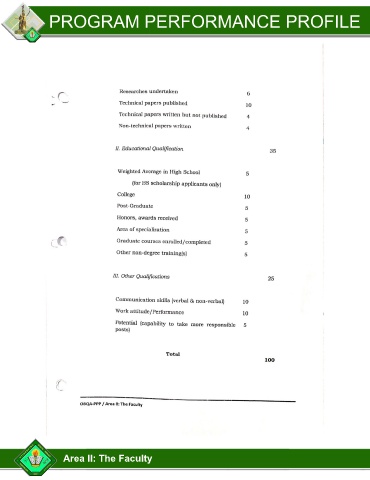 PROGRAM PERFORMANCE PROFILE
Researches undertaken 6
Technical papers published 10
Technical papers written but not published 4
Non-technical papers written 4
II. Educational Qualification 35
Weighted Average in High School 5
(for HS scholarship applicants only)
College 10
Post-Graduate 5
Honors, awards received 5
Area of specialization 5
Graduate courses enrolled/completed 5
Other non-degree training(s) 5
III. Other Qualifications 25
Communication skills (verbal & non-verbal) 10
Work attitude/Performance 10
Potential (capability to take more responsible 5
posts)
Total
100
OEQA-PPP / Area II: The Faculty
Area II: The Faculty